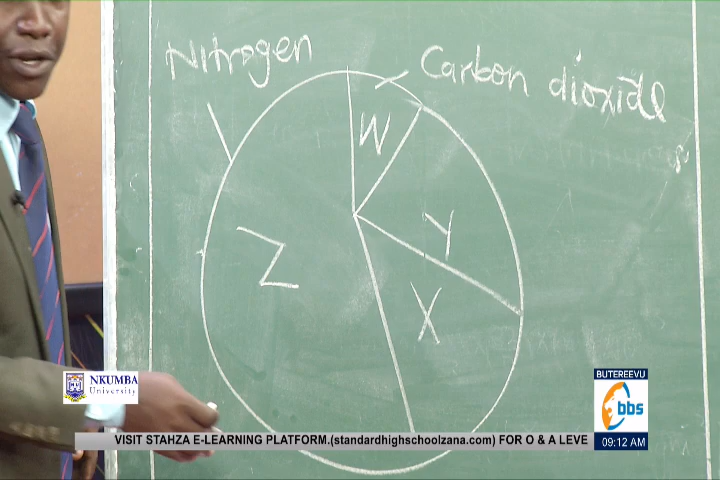 Nitrogen
Carbon dioxide
W
Y
Z
X
NKUMBA
University
BUTEREEVU
bbs
09:12 AM
VISIT STAHZA E-LEARNING PLATFORM.(standardhighschoolzana.com) FOR O & A LEVE